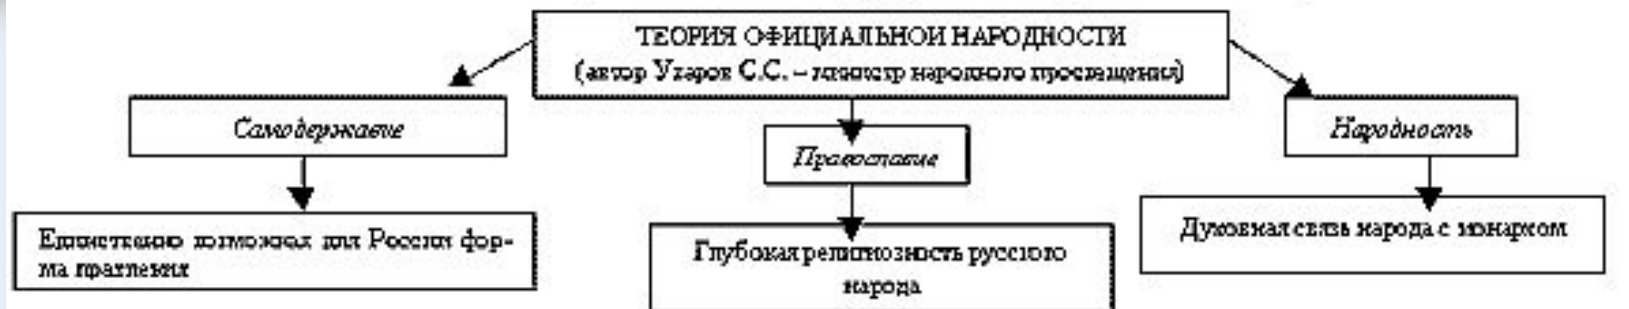 ТЕОРИЯ ОФИЦИАЛЬНОЙ НАРОДНОСТИ
(автор Уваров С.С. – министр народного просвещения)
Самодержавие
Православие
Народность
Единственно возможная для России фор-
ма правления
Глубокая религиозность русского
народа
Духовная связь народа с монархом